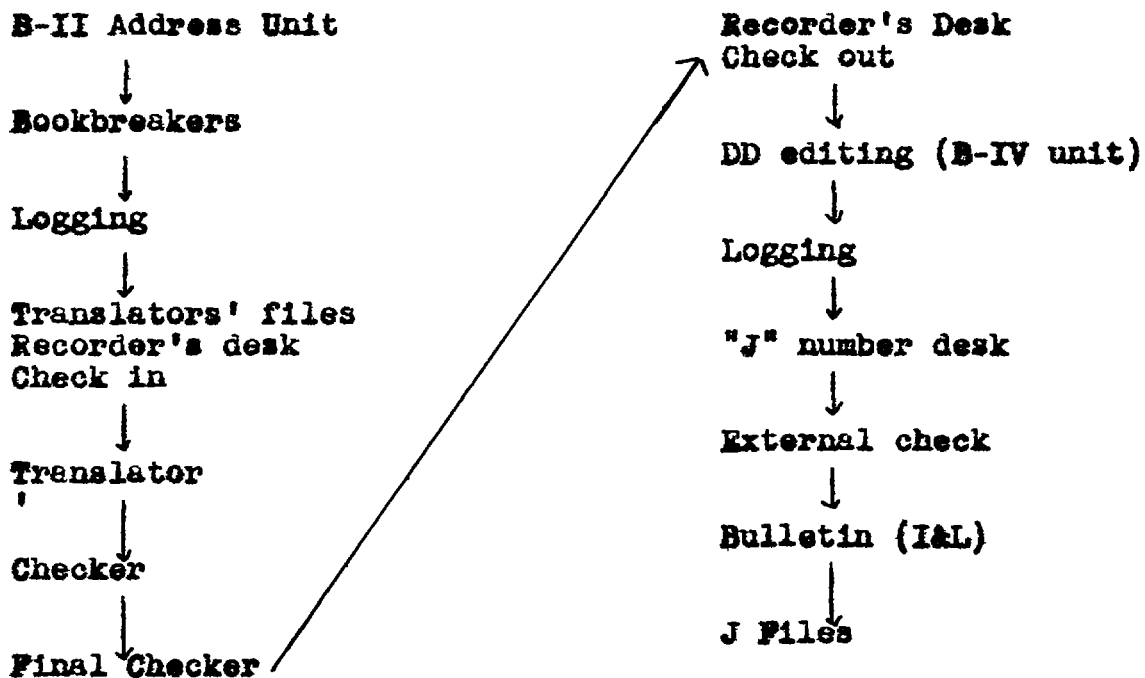 B-II Address Unit
Bookbreakers
Logging
Translators' files
Recorder's desk
Check in
Translator
'
Checker
Final Checker
Recorder's Desk
Check out
DD editing (B-IV unit)
Logging
"J" number desk
External check
Bulletin (I&L)
J Files